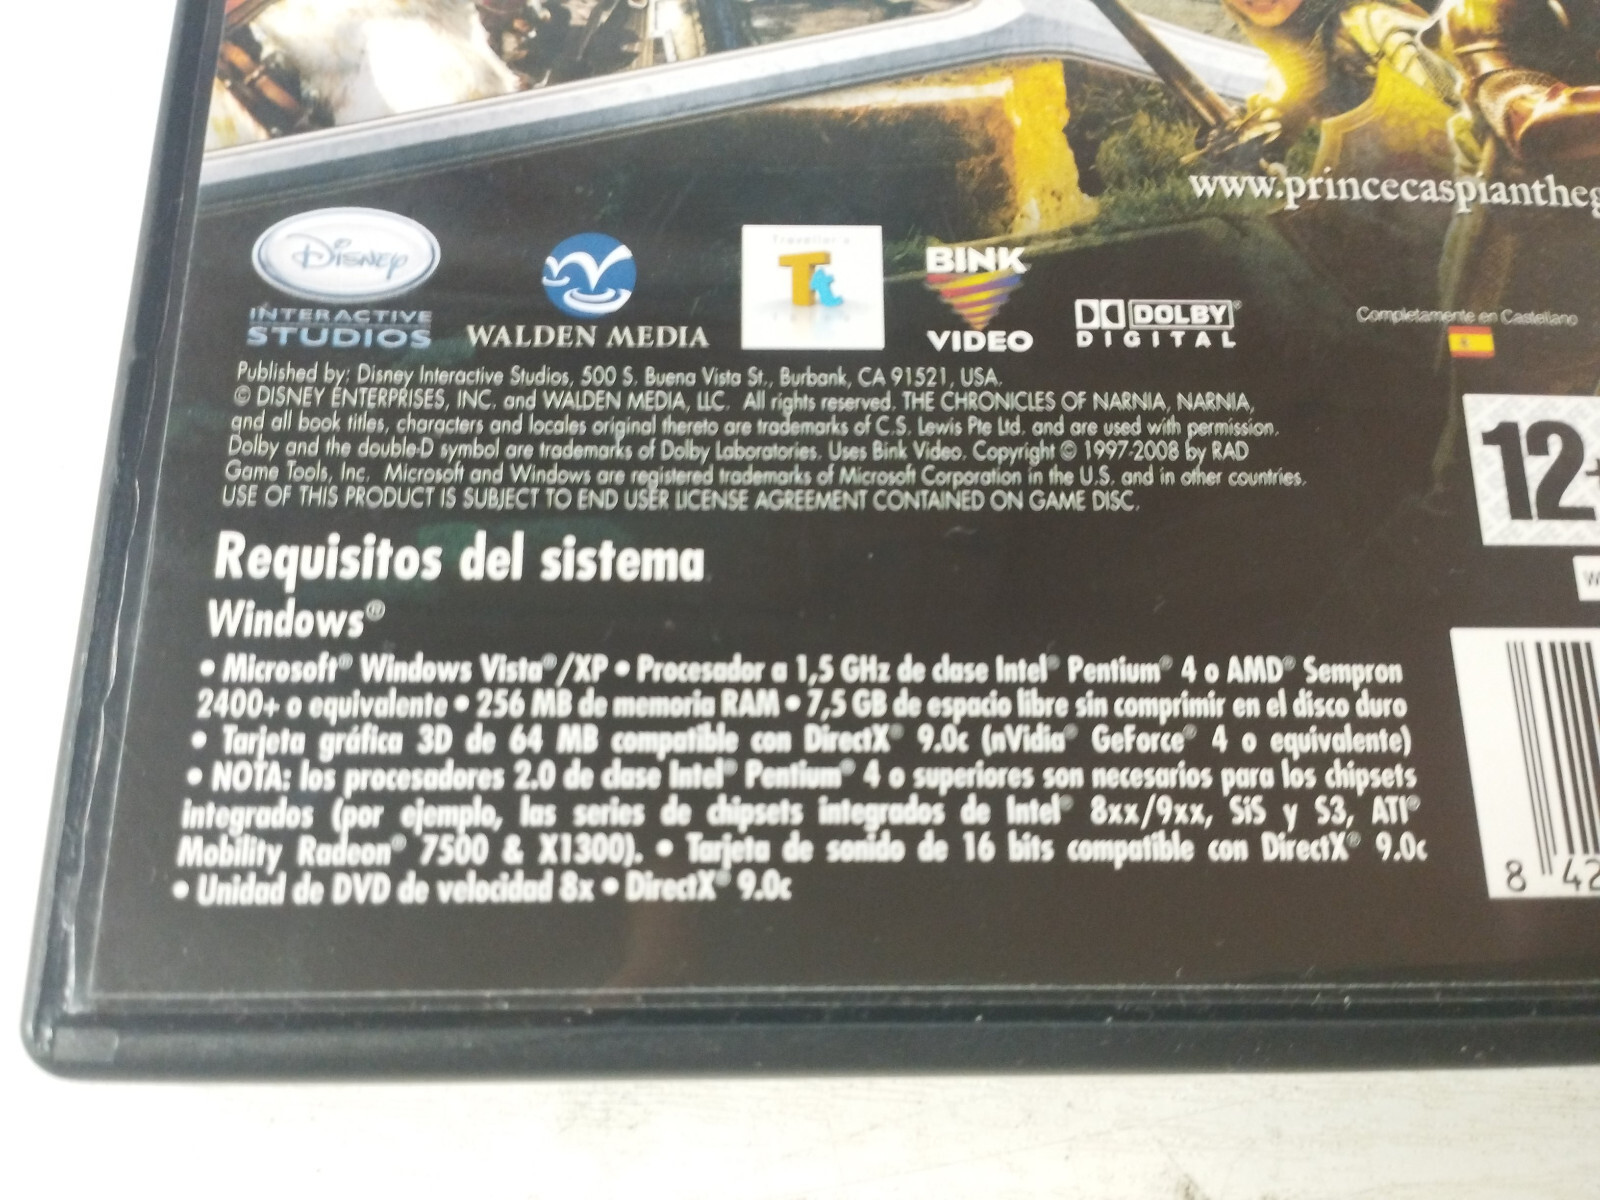 www.princecaspiantheg
Disney
INTERACTIVE
STUDIOS
WALDEN MEDIA
Traveller's
Tt
BINK
VIDEO
DOLBY
DIGITAL
Completamente en Castellano
Published by: Disney Interactive Studios, 500 S. Buena Vista St., Burbank, CA 91521, USA.
© DISNEY ENTERPRISES, INC. and WALDEN MEDIA, LLC. All rights reserved. THE CHRONICLES OF NARNIA, NARNIA,
and all book titles, characters and locales original thereto are trademarks of C.S. Lewis Pte Ltd. and are used with permission.
Dolby and the double-D symbol are trademarks of Dolby Laboratories. Uses Bink Video. Copyright © 1997-2008 by RAD
Game Tools, Inc. Microsoft and Windows are registered trademarks of Microsoft Corporation in the U.S. and in other countries.
USE OF THIS PRODUCT IS SUBJECT TO END USER LICENSE AGREEMENT CONTAINED ON GAME DISC.
12+
Requisitos del sistema
Windows®
• Microsoft® Windows Vista®/XP • Procesador a 1,5 GHz de clase Intel® Pentium® 4 o AMD® Sempron
2400+ o equivalente • 256 MB de memoria RAM • 7,5 GB de espacio libre sin comprimir en el disco duro
• Tarjeta gráfica 3D de 64 MB compatible con DirectX® 9.0c (nVidia® GeForce® 4 o equivalente)
• NOTA: los procesadores 2.0 de clase Intel® Pentium® 4 o superiores son necesarios para los chipsets
integrados (por ejemplo, las series de chipsets integrados de Intel® 8xx/9xx, SiS y S3, ATI®
Mobility Radeon® 7500 & X1300). • Tarjeta de sonido de 16 bits compatible con DirectX® 9.0c
• Unidad de DVD de velocidad 8x • DirectX® 9.0c
8 42